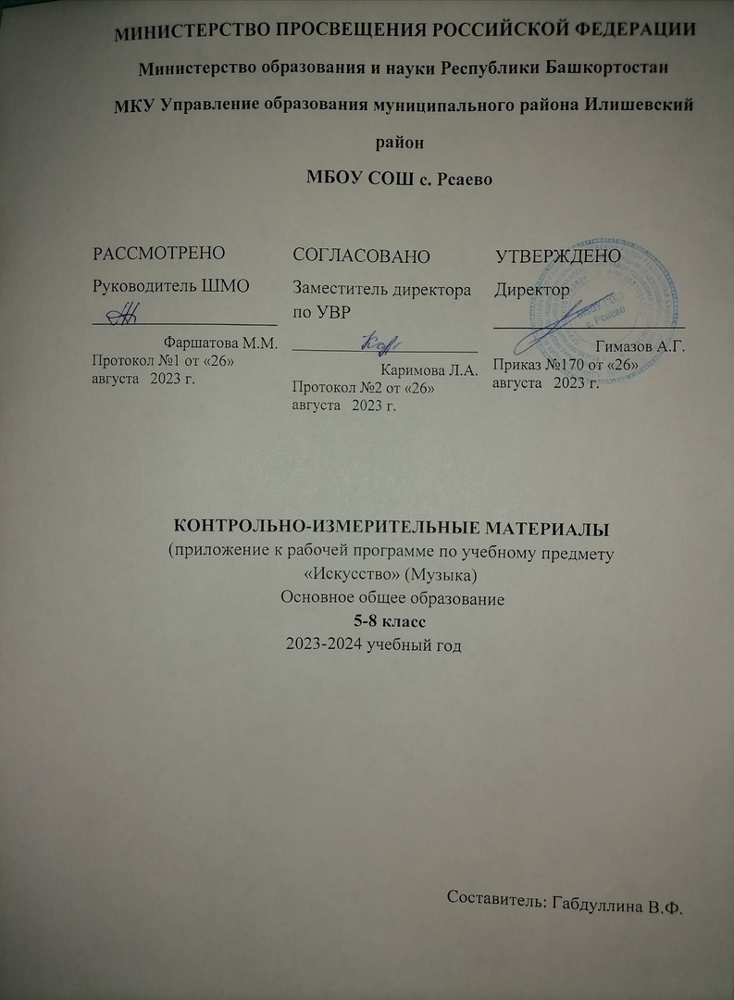 МИНИСТЕРСТВО ПРОСВЕЩЕНИЯ РОССИЙСКОЙ ФЕДЕРАЦИИ
Министерство образования и науки Республики Башкортостан
МКУ Управление образования муниципального района Илишевский
район
МБОУ СОШ с. Рсаево
РАССМОТРЕНО
Руководитель ШМО
Фаршатова М.М.
Протокол №1 от «26»
августа 2023 г.
СОГЛАСОВАНО
Заместитель директора
по УВР
Каримова Л.А.
Протокол №2 от «26»
августа 2023 г.
УТВЕРЖДЕНО
Директор
с. Рсаево
Гимазов А.Г.
Приказ №170 от «26»
августа 2023 г.
КОНТРОЛЬНО-ИЗМЕРИТЕЛЬНЫЕ МАТЕРИАЛЫ
(приложение к рабочей программе по учебному предмету
«Искусство» (Музыка)
Основное общее образование
5-8 класс
2023-2024 учебный год
Составитель: Габдуллина В.Ф.